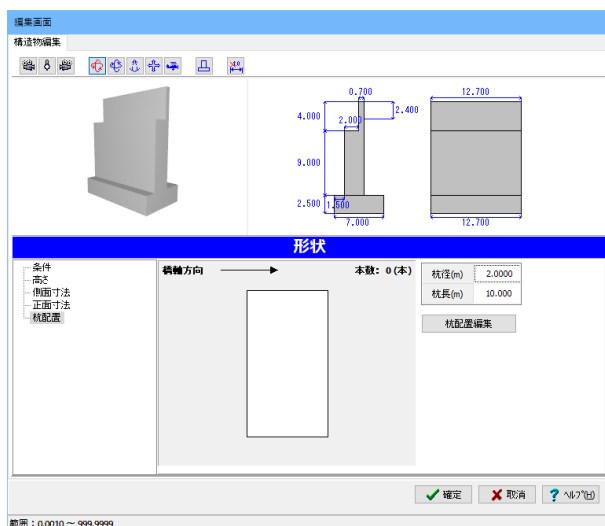 編集画面
構造物編集
0.700
12.700
4.000
2.000
2.400
9.000
2.500
1.500
7.000
12.700
形状
条件
高さ
側面寸法
正面寸法
杭配置
橋軸方向
本数: 0(本)
杭径(m) 2.0000
杭長(m) 10.000
杭配置編集
確定
取消
ヘルプ(H)
範囲:0.0010 ~ 999.9999